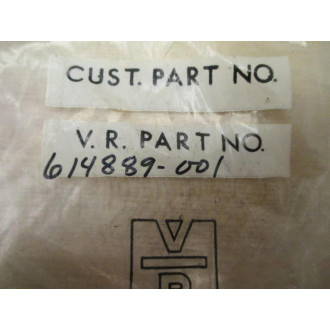 CUST. PART NO.
V. R. PART NO.
614889-001
V
R